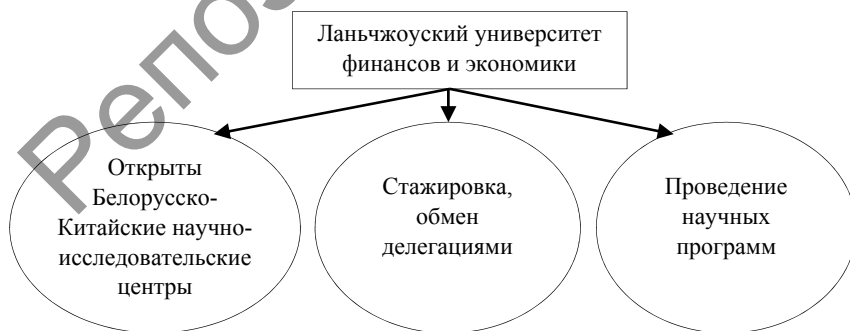 Ланьчжоуский университет
финансов и экономики
Открыты
Белорусско-
Китайские научно-
исследовательские
центры
Стажировка,
обмен
делегациями
Проведение
научных
программ